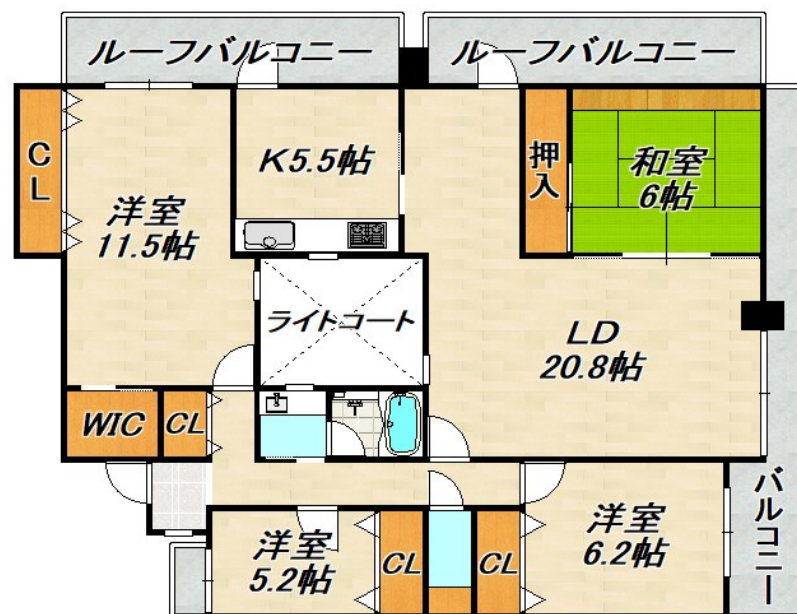 ルーフバルコニー
ルーフバルコニー
CL
洋室
11.5帖
K5.5帖
押入
和室
6帖
ライトコート
LD
20.8帖
WIC
CL
洋室
5.2帖
CL
CL
洋室
6.2帖
バルコニー